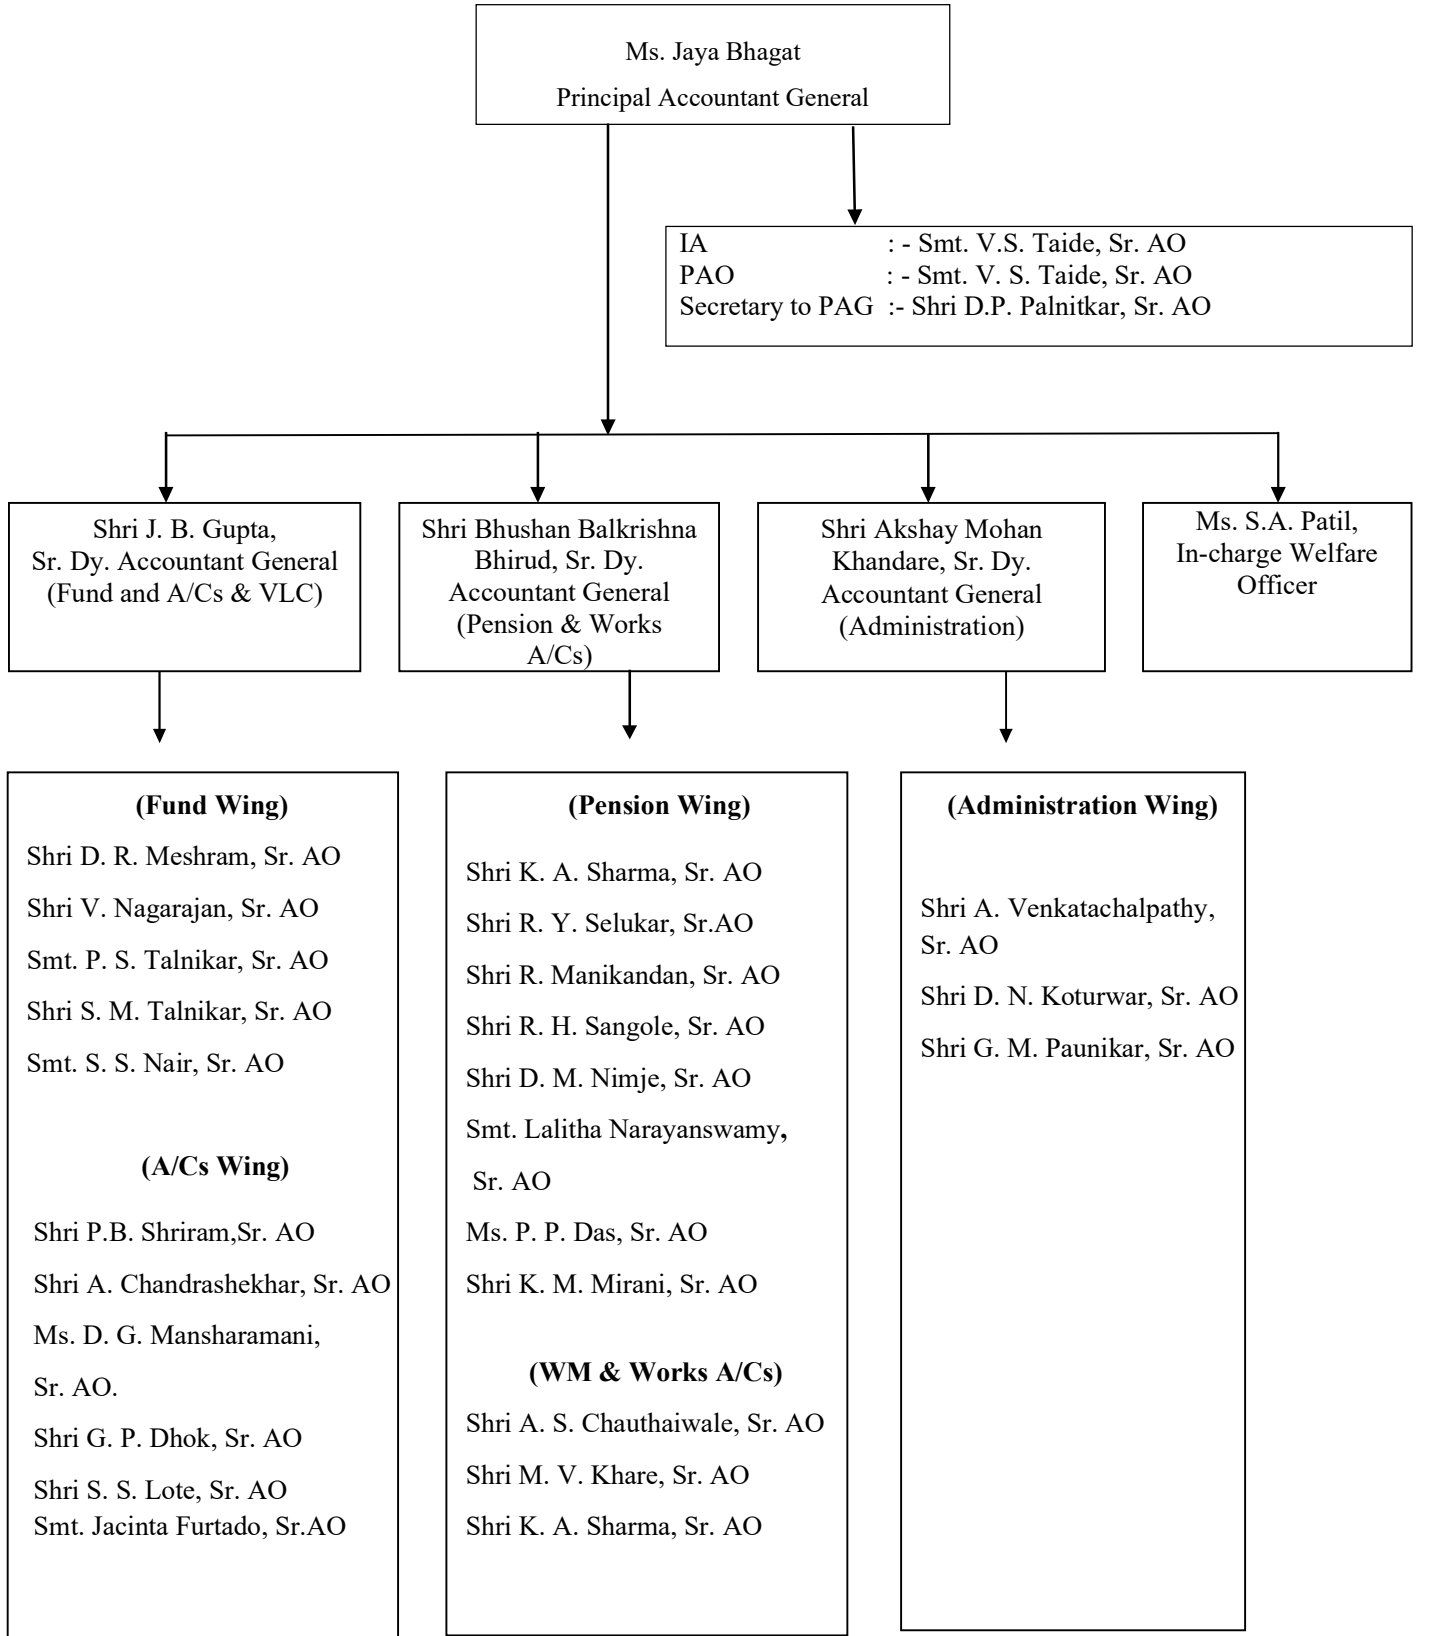 Ms. Jaya Bhagat
Principal Accountant General
IA : - Smt. V.S. Taide, Sr. AO
PAO : - Smt. V. S. Taide, Sr. AO
Secretary to PAG :- Shri D.P. Palnitkar, Sr. AO
Shri J. B. Gupta,
Sr. Dy. Accountant General
(Fund and A/Cs & VLC)
Shri Bhushan Balkrishna
Bhirud, Sr. Dy.
Accountant General
(Pension & Works
A/Cs)
Shri Akshay Mohan
Khandare, Sr. Dy.
Accountant General
(Administration)
Ms. S.A. Patil,
In-charge Welfare
Officer
(Fund Wing)
Shri D. R. Meshram, Sr. AO
Shri V. Nagarajan, Sr. AO
Smt. P. S. Talnikar, Sr. AO
Shri S. M. Talnikar, Sr. AO
Smt. S. S. Nair, Sr. AO
(A/Cs Wing)
Shri P.B. Shriram,Sr. AO
Shri A. Chandrashekhar, Sr. AO
Ms. D. G. Mansharamani,
Sr. AO.
Shri G. P. Dhok, Sr. AO
Shri S. S. Lote, Sr. AO
Smt. Jacinta Furtado, Sr.AO
(Pension Wing)
Shri K. A. Sharma, Sr. AO
Shri R. Y. Selukar, Sr.AO
Shri R. Manikandan, Sr. AO
Shri R. H. Sangole, Sr. AO
Shri D. M. Nimje, Sr. AO
Smt. Lalitha Narayanswamy,
Sr. AO
Ms. P. P. Das, Sr. AO
Shri K. M. Mirani, Sr. AO
(WM & Works A/Cs)
Shri A. S. Chauthaiwale, Sr. AO
Shri M. V. Khare, Sr. AO
Shri K. A. Sharma, Sr. AO
(Administration Wing)
Shri A. Venkatachalpathy,
Sr. AO
Shri D. N. Koturwar, Sr. AO
Shri G. M. Paunikar, Sr. AO